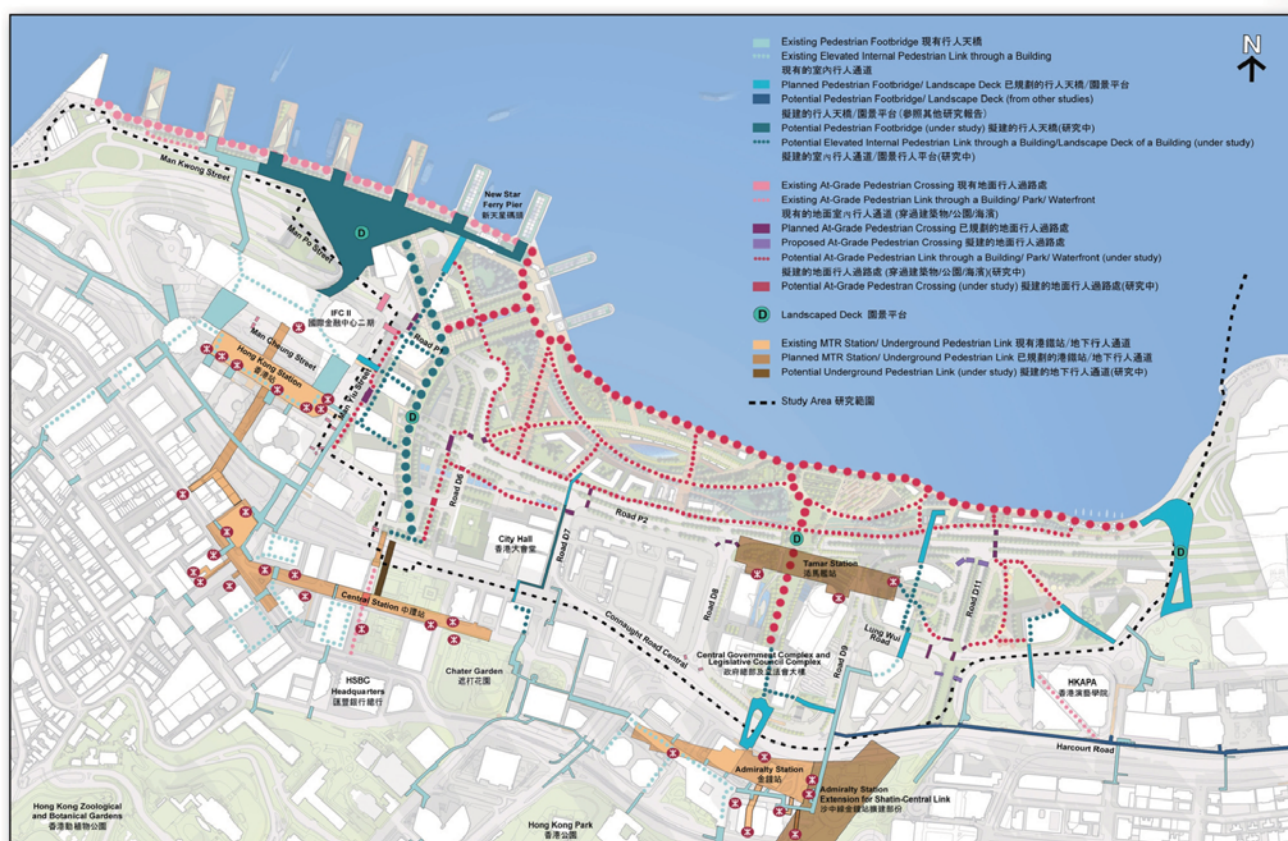 N
Existing Pedestrian Footbridge 現有行人天橋
Existing Elevated Internal Pedestrian Link through a Building
現有的室內行人通道
Planned Pedestrian Footbridge/ Landscape Deck 已規劃的行人天橋/園景平台
Potential Pedestrian Footbridge/ Landscape Deck (from other studies)
擬建的行人天橋/園景平台(參照其他研究報告)
Potential Pedestrian Footbridge (under study) 擬建的行人天橋(研究中)
Potential Elevated Internal Pedestrian Link through a Building/Landscape Deck of a Building (under study)
擬建的室內行人通道/園景行人平台(研究中)
Existing At-Grade Pedestrian Crossing 現有地面行人過路處
Existing At-Grade Pedestrian Link through a Building/ Park/ Waterfront
現有的地面室內行人通道 (穿過建築物/公園/海濱)
Planned At-Grade Pedestrian Crossing 已規劃的地面行人過路處
Proposed At-Grade Pedestrian Crossing 擬建的地面行人過路處
Potential At-Grade Pedestrian Link through a Building/ Park/ Waterfront (under study)
擬建的地面行人過路處 (穿過建築物/公園/海濱)(研究中)
Potential At-Grade Pedestran Crossing (under study) 擬建的地面行人過路處(研究中)
D Landscaped Deck 園景平台
Existing MTR Station/ Underground Pedestrian Link 現有港鐵站/地下行人通道
Planned MTR Station/ Underground Pedestrian Link 已規劃的港鐵站/地下行人通道
Potential Underground Pedestrian Link (under study) 擬建的地下行人通道(研究中)
Study Area 研究範圍
Man Kwong Street
New Star
Ferry Pier
新天星碼頭
D
Man Po Street
IFC II
國際金融中心二期
Man Cheung Street
Hong Kong Station
香港站
Man Yiu Street
D
Road D6
City Hall
香港大會堂
Road D7
Road P2
D
Tamar Station
添馬艦站
Road D8
Road D11
Lung Wui
Road
Road D9
D
Central Station 中環站
Connaught Road Central
Central Government Complex and
Legislative Council Complex
政府總部及立法會大樓
HKAPA
香港演藝學院
HSBC
Headquarters
匯豐銀行總行
Chater Garden
遮打花園
Harcourt Road
Admiralty Station
金鐘站
Admiralty Station
Extension for Shatin-Central Link
沙中線金鐘站擴建部份
Hong Kong Zoological
and Botanical Gardens
香港動植物公園
Hong Kong Park
香港公園